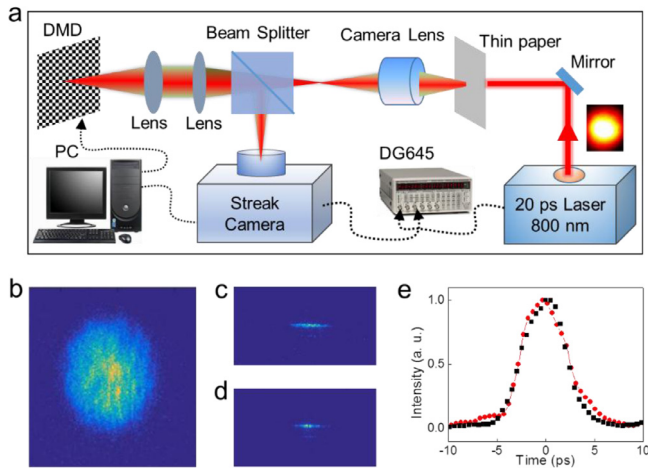 a
DMD
Beam Splitter
Camera Lens
Thin paper
Mirror
Lens
Lens
PC
DG645
Streak
Camera
20 ps Laser
800 nm
b
c
d
e
Intensity (a. u.)
1.0
0.5
0.0
-10
-5
0
5
10
Time (ps)